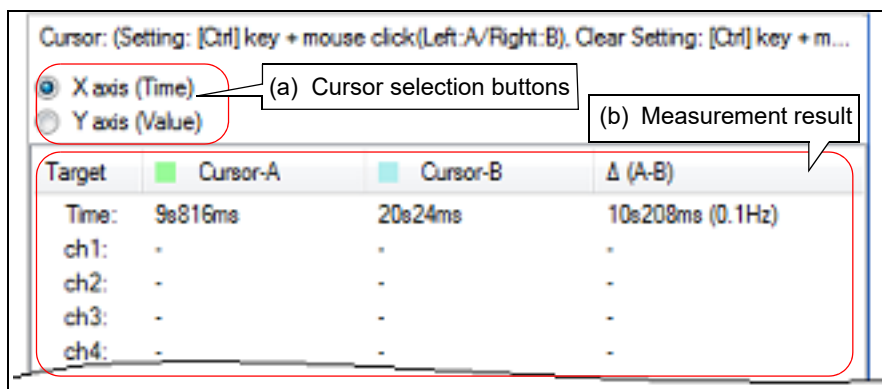 Cursor: (Setting: [Ctrl] key + mouse click(Left:A/Right:B), Clear Setting: [Ctrl] key + m...
X axis (Time)
(a) Cursor selection buttons
Y axis (Value)
(b) Measurement result
Target Cursor-A Cursor-B Δ (A-B)
Time: 9s816ms 20s24ms 10s208ms (0.1Hz)
ch1: - - -
ch2: - - -
ch3: - - -
ch4: - - -